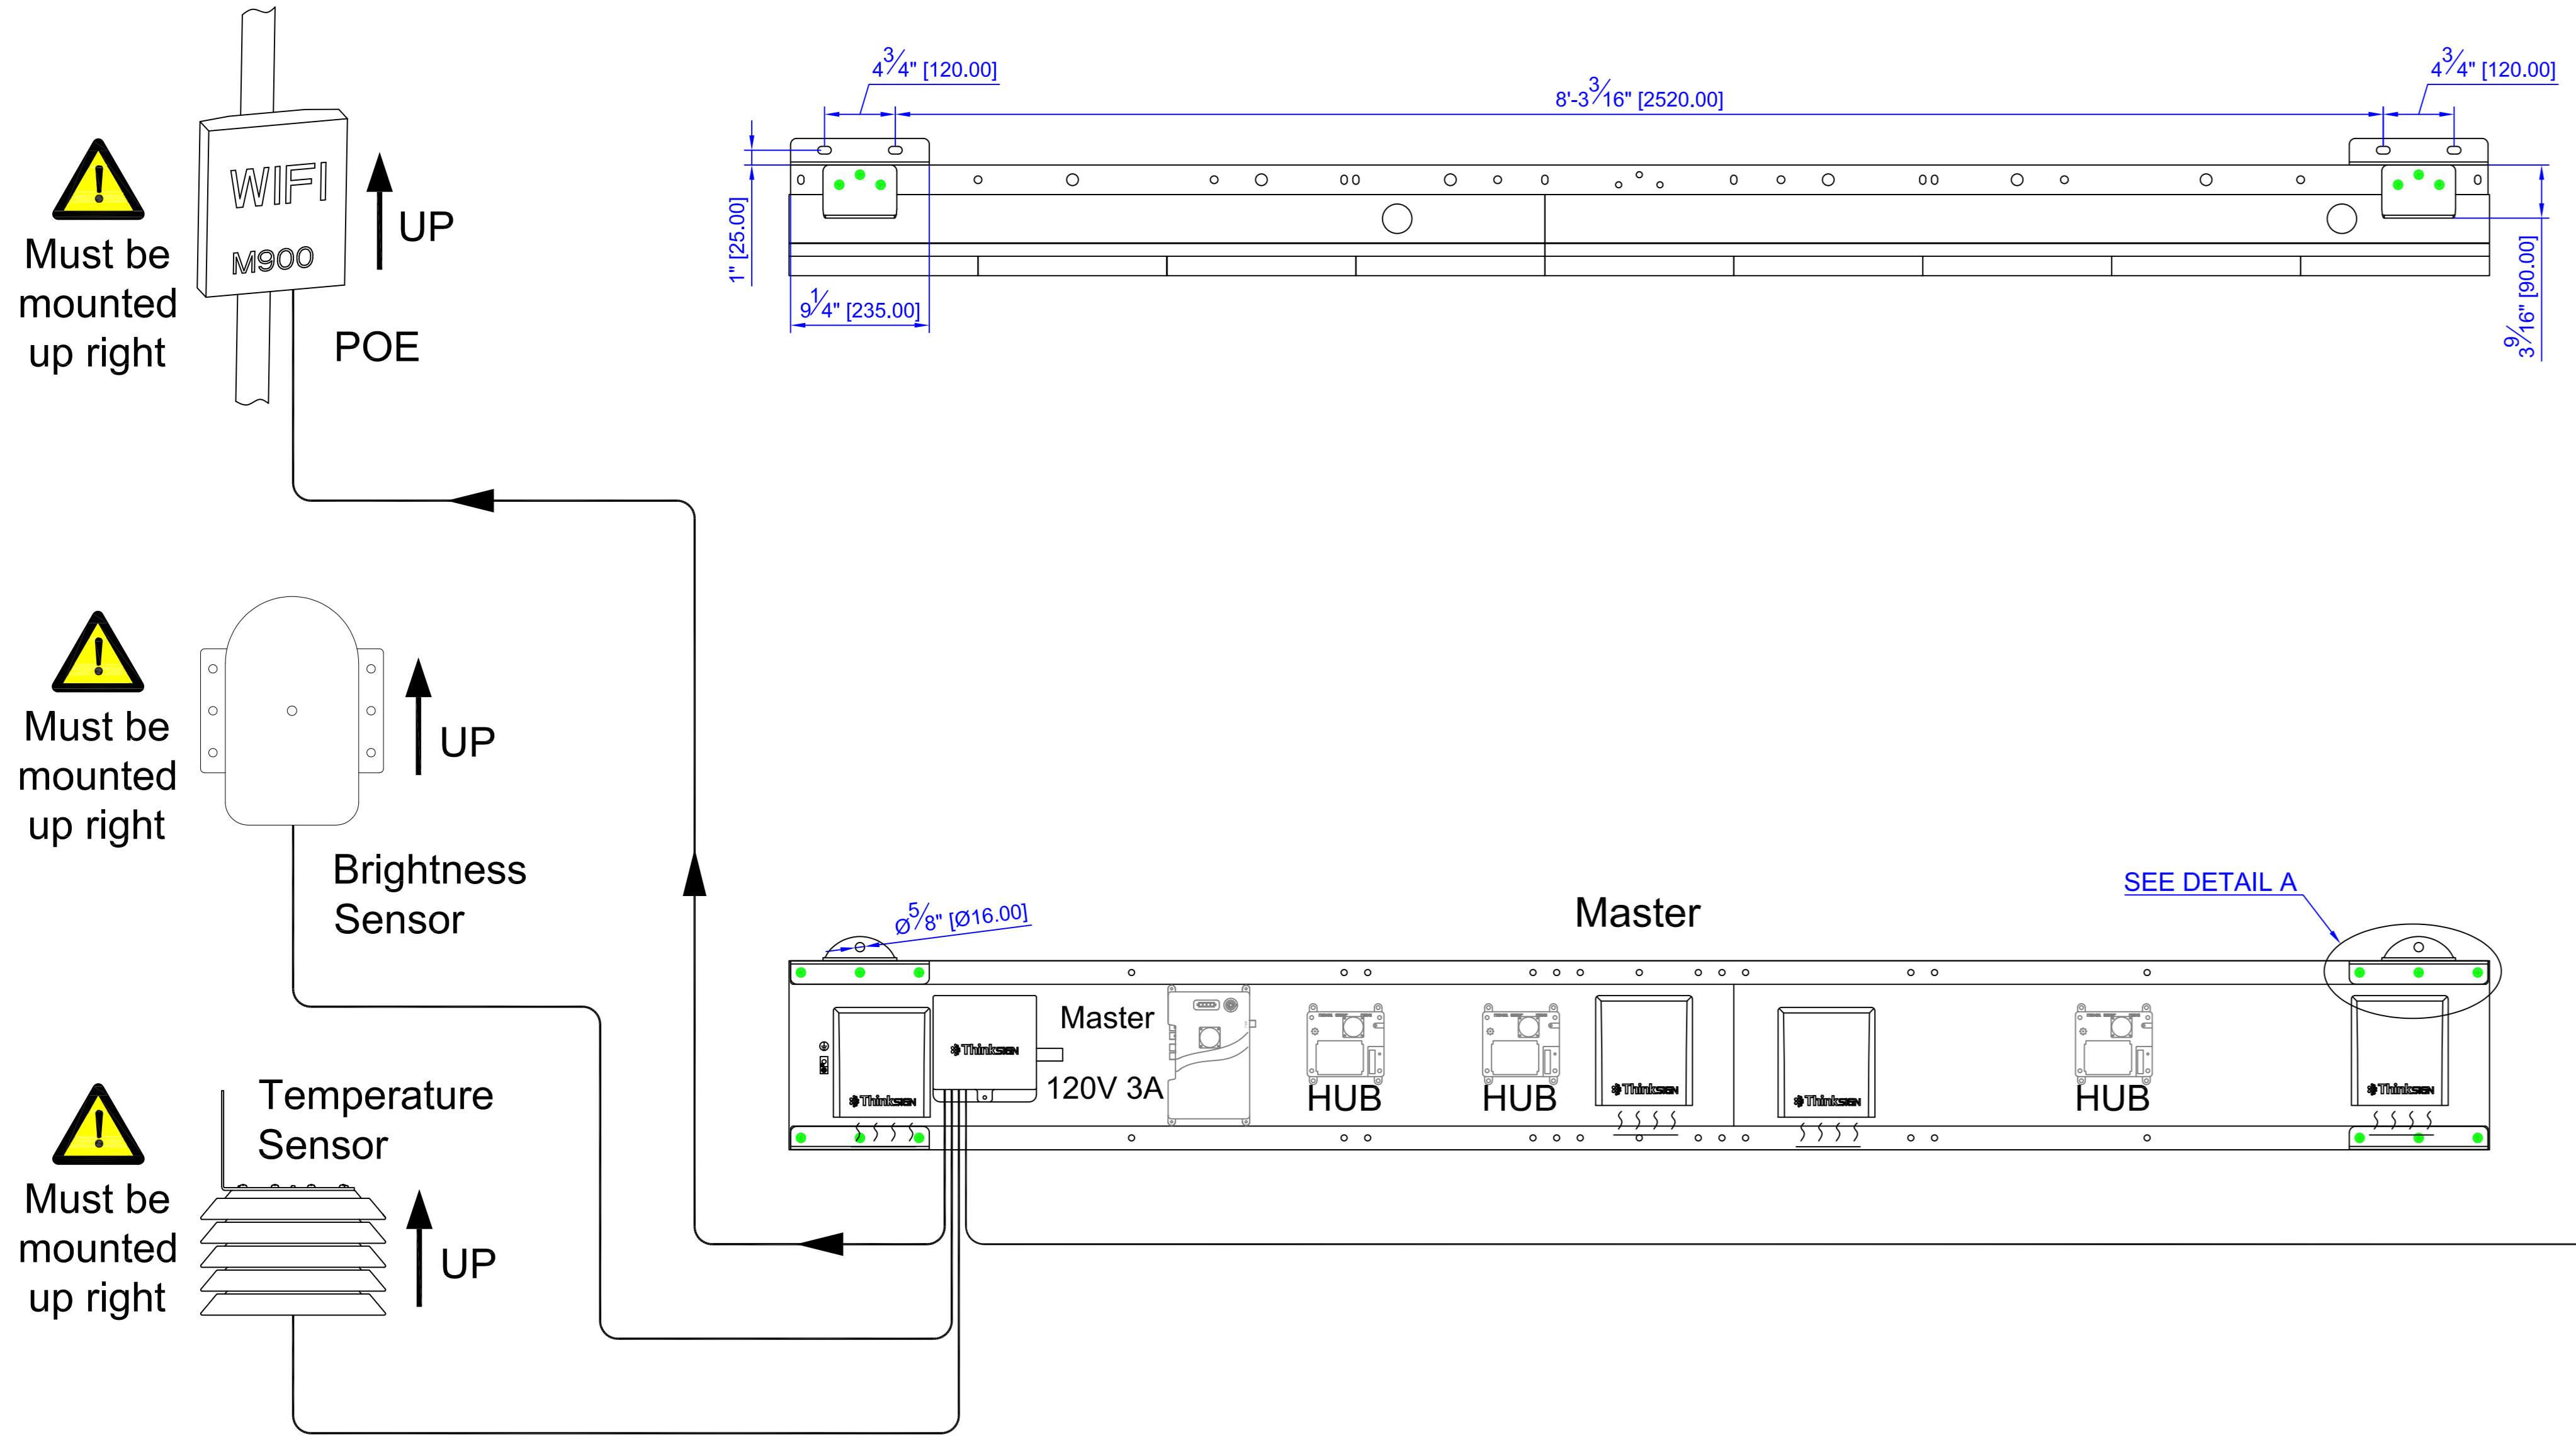 4 3/4" [120.00]
8'-3 3/16" [2520.00]
4 3/4" [120.00]
1" [25.00]
9 1/4" [235.00]
3 9/16" [90.00]
WIFI
M900
UP
Must be
mounted
up right
POE
Must be
mounted
up right
UP
Brightness
Sensor
Temperature
Sensor
Must be
mounted
up right
UP
Master
SEE DETAIL A
Ø5/8" [Ø16.00]
ThinkSIGN
ThinkSIGN
Master
120V 3A
HUB
HUB
ThinkSIGN
ThinkSIGN
HUB
ThinkSIGN